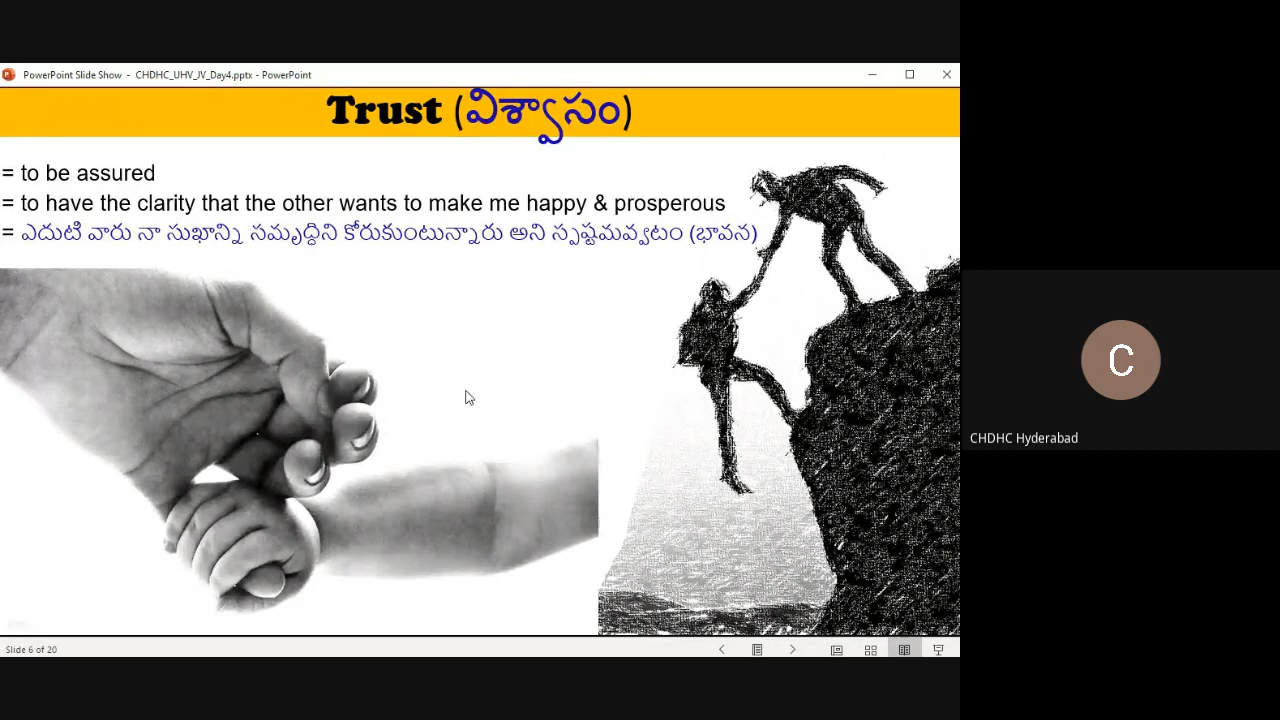 PowerPoint Slide Show - CHDHC_UHV_JV_Day4.pptx - PowerPoint
Trust (విశ్వాసం)
= to be assured
= to have the clarity that the other wants to make me happy & prosperous
= ఎదుటి వారు నా సుఖాన్ని సమృద్ధిని కోరుకుంటున్నారు అని స్పష్టమవ్వటం (భావన)
C
CHDHC Hyderabad
Slide 6 of 20